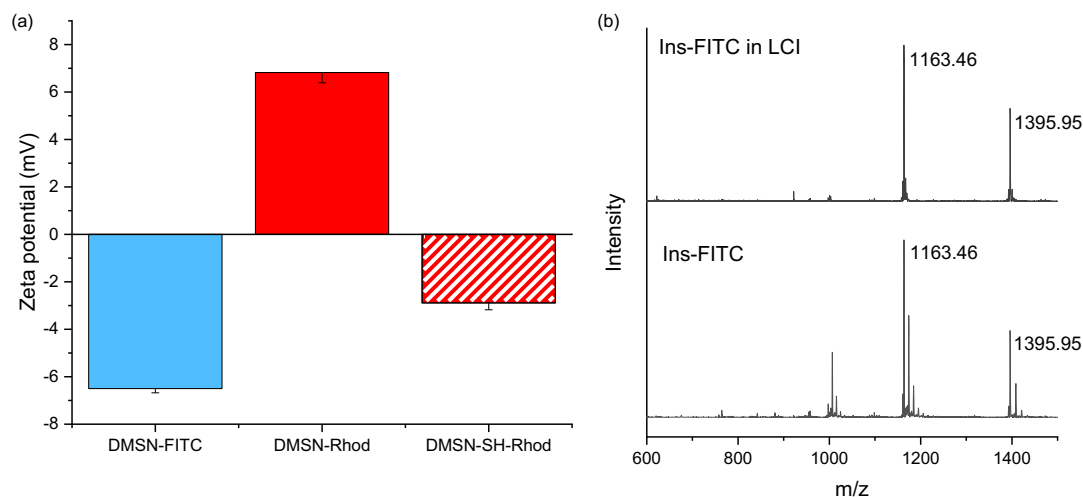 (a)
Zeta potential (mV)
8
6
4
2
0
-2
-4
-6
-8
DMSN-FITC DMSN-Rhod DMSN-SH-Rhod
(b)
Ins-FITC in LCI
1163.46
1395.95
Intensity
Ins-FITC
1163.46
1395.95
600 800 1000 1200 1400
m/z